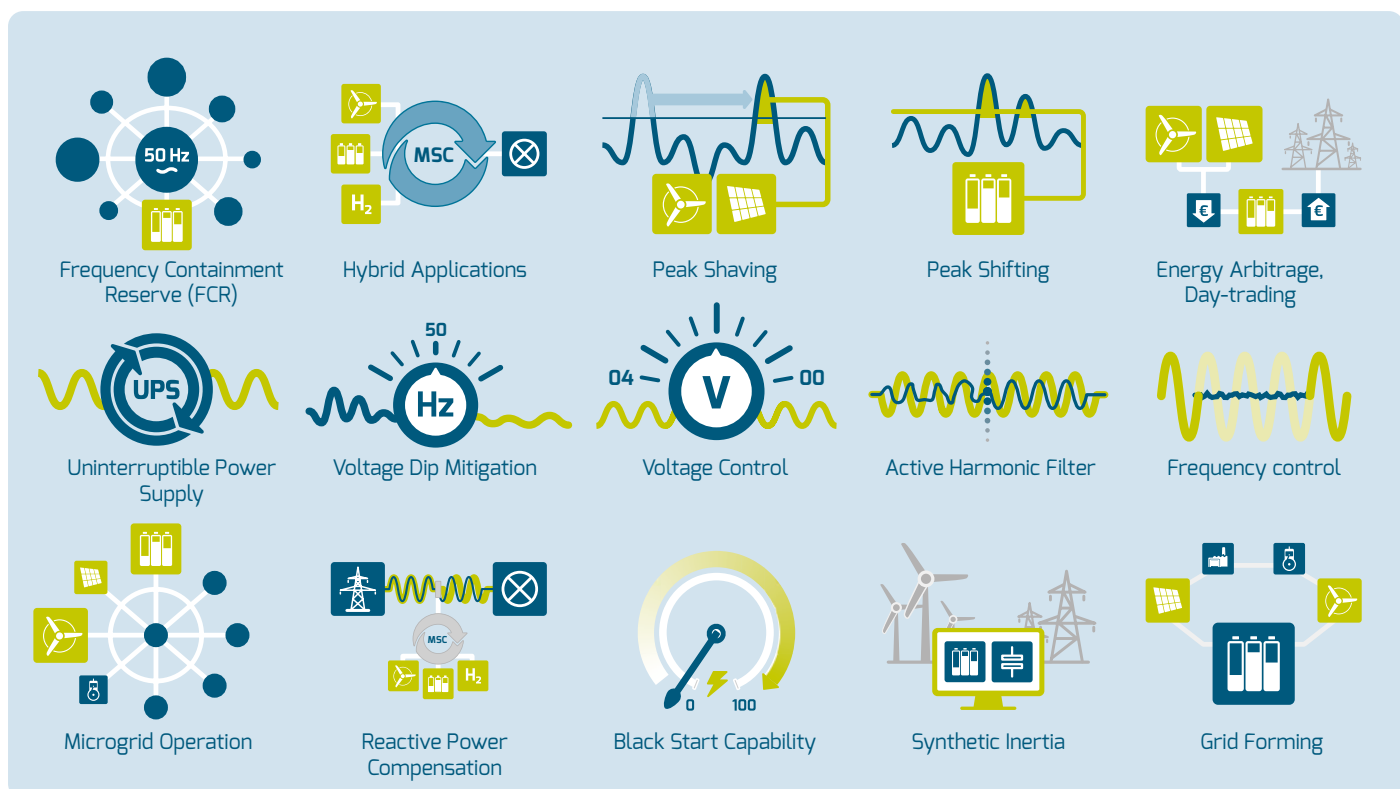 50 Hz
MSC
H2
€
€
Frequency Containment
Reserve (FCR)
Hybrid Applications
Peak Shaving
Peak Shifting
Energy Arbitrage,
Day-trading
UPS
50
Hz
04
V
00
Uninterruptible Power
Supply
Voltage Dip Mitigation
Voltage Control
Active Harmonic Filter
Frequency control
MSC
H2
0
100
Microgrid Operation
Reactive Power
Compensation
Black Start Capability
Synthetic Inertia
Grid Forming